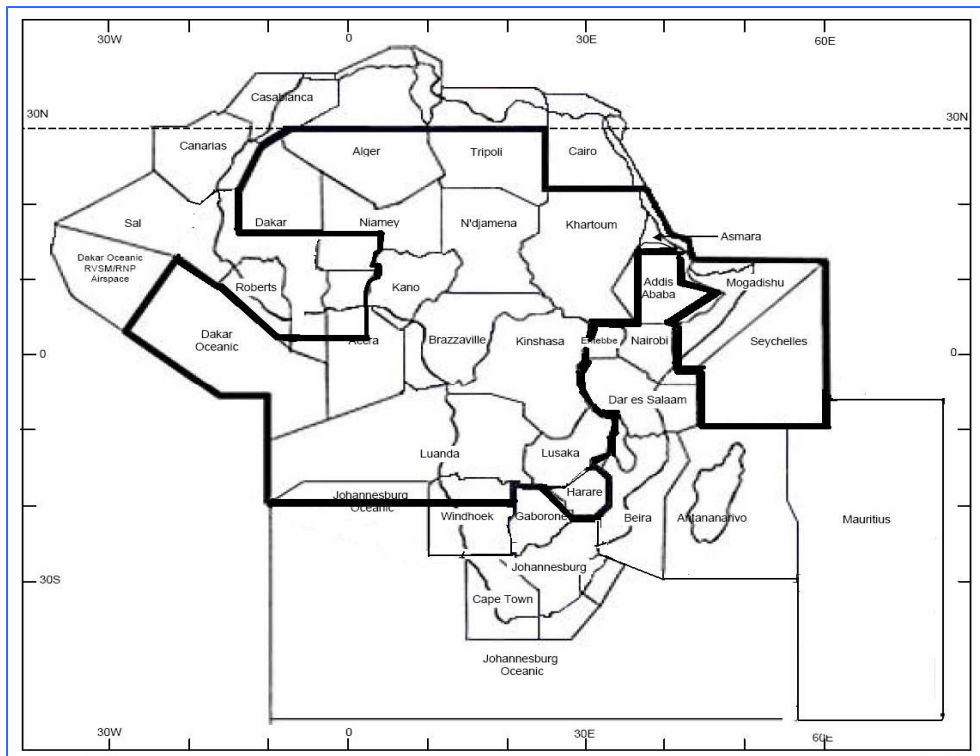 30W
0
30E
60E
Casablanca
30N
30N
Canarias
Alger
Tripoli
Cairo
Sal
Dakar
Niamey
N'djamena
Khartoum
Asmara
Dakar Oceanic
RVSM/RNP
Airspace
Roberts
Kano
Addis
Ababa
Mogadishu
Dakar
Oceanic
Accra
Brazzaville
Kinshasa
Entebbe
Nairobi
Seychelles
0
0
Dar es Salaam
Luanda
Lusaka
Johannesburg
Oceanic
Harare
Windhoek
Gaborone
Beira
Antananarivo
Mauritius
30S
Johannesburg
Cape Town
Johannesburg
Oceanic
30W
0
30E
60E